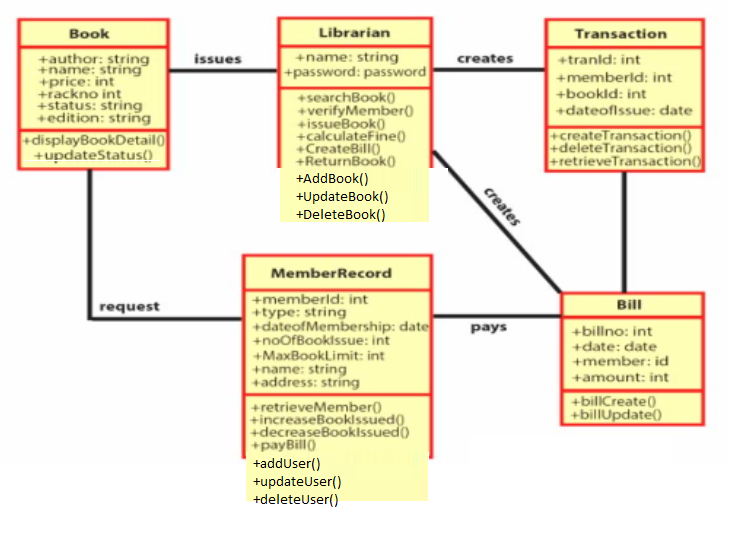 Book
+author: string
+name: string
+price: int
+rackno int
+status: string
+edition: string
+displayBookDetail()
+updateStatus()
issues
Librarian
+name: string
+password: password
+searchBook()
+verifyMember()
+issueBook()
+calculateFine()
+CreateBill()
+ReturnBook()
+AddBook()
+UpdateBook()
+DeleteBook()
creates
Transaction
+tranId: int
+memberId: int
+bookId: int
+dateofIssue: date
+createTransaction()
+deleteTransaction()
+retrieveTransaction()
creates
request
MemberRecord
+memberId: int
+type: string
+dateofMembership: date
+noOfBookIssue: int
+MaxBookLimit: int
+name: string
+address: string
+retrieveMember()
+increaseBookIssued()
+decreaseBookIssued()
+payBill()
+addUser()
+updateUser()
+deleteUser()
pays
Bill
+billno: int
+date: date
+member: id
+amount: int
+billCreate()
+billUpdate()